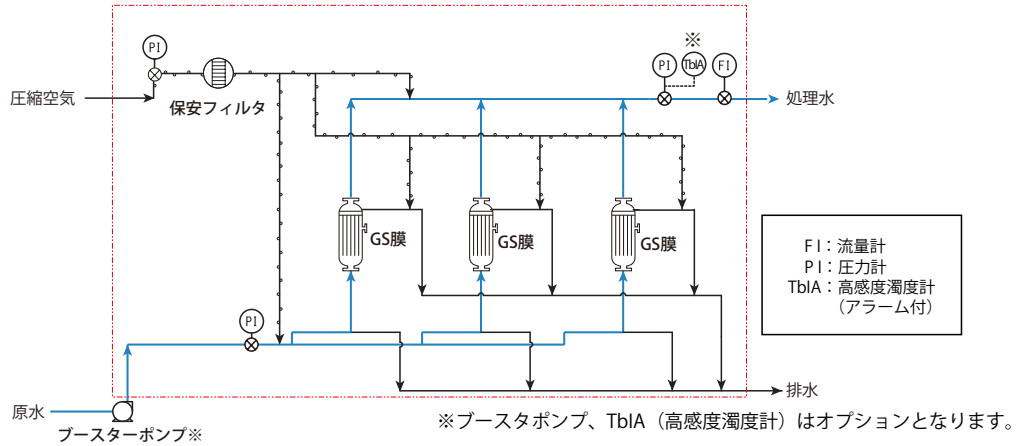 ※
PI
PI
TbIA
FI
圧縮空気
保安フィルタ
処理水
GS膜
GS膜
GS膜
FI：流量計
PI：圧力計
TbIA：高感度濁度計
（アラーム付）
PI
排水
原水
ブースターポンプ※
※ブースタポンプ、TbIA（高感度濁度計）はオプションとなります。